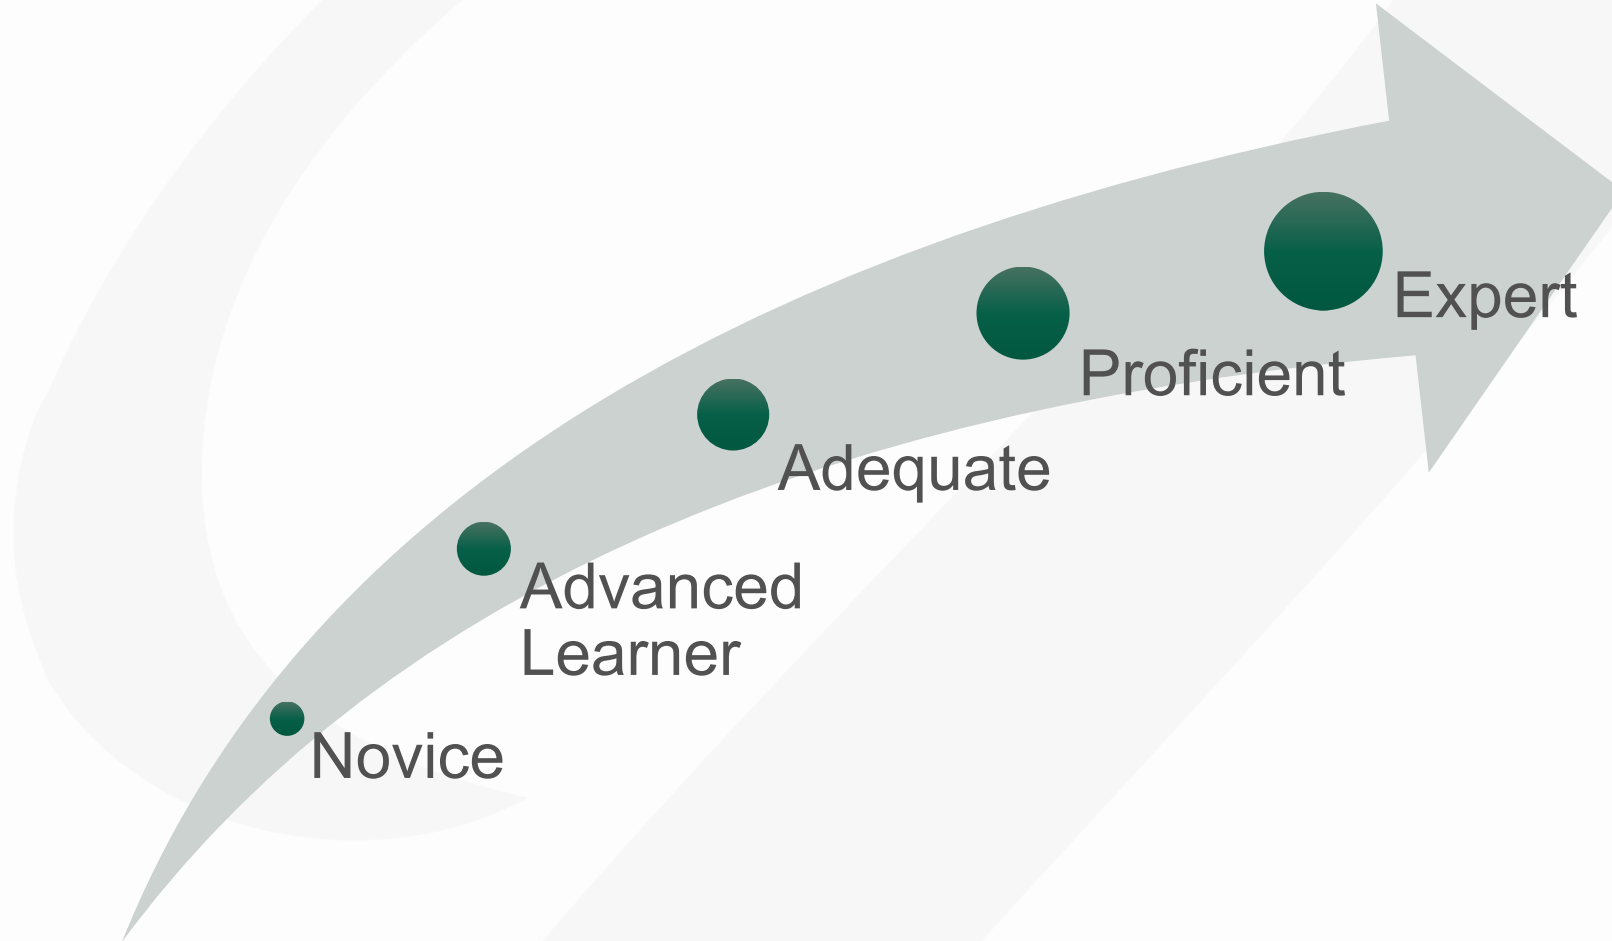 Expert
Proficient
Adequate
Advanced
Learner
Novice